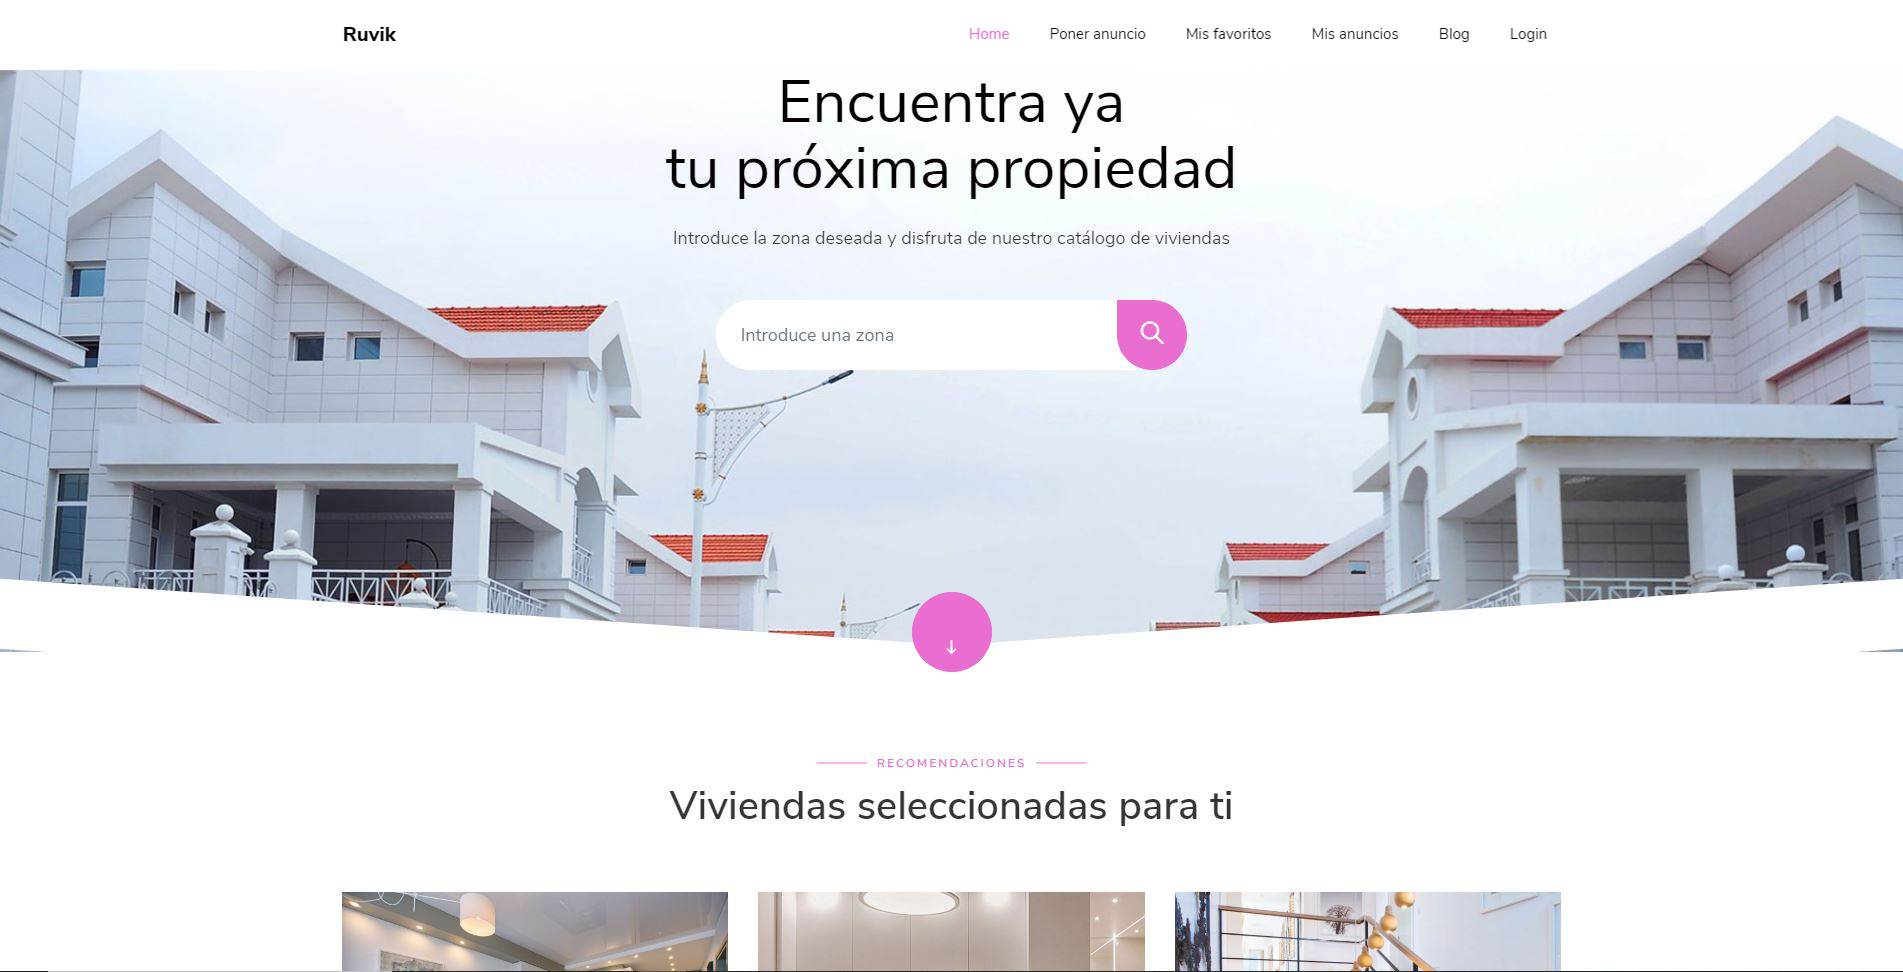 Ruvik
Home Poner anuncio Mis favoritos Mis anuncios Blog Login
Encuentra ya
tu próxima propiedad
Introduce la zona deseada y disfruta de nuestro catálogo de viviendas
Introduce una zona
RECOMENDACIONES
Viviendas seleccionadas para ti